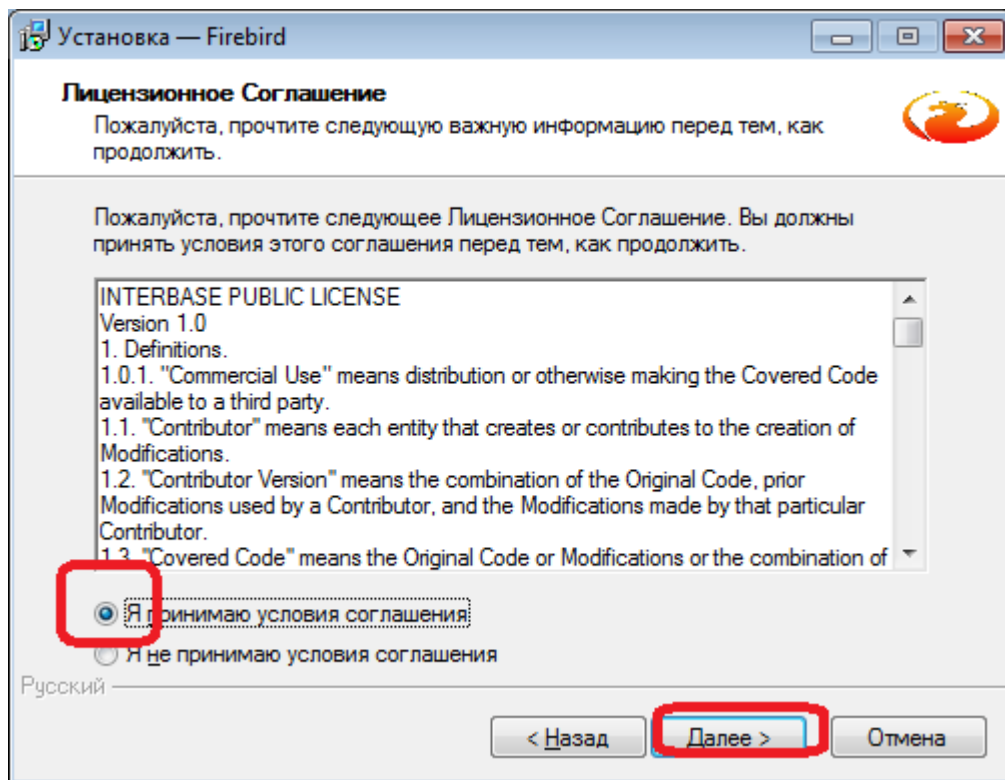 Установка — Firebird
Лицензионное Соглашение
Пожалуйста, прочтите следующую важную информацию перед тем, как
продолжить.
Пожалуйста, прочтите следующее Лицензионное Соглашение. Вы должны
принять условия этого соглашения перед тем, как продолжить.
INTERBASE PUBLIC LICENSE
Version 1.0
1. Definitions.
1.0.1. "Commercial Use" means distribution or otherwise making the Covered Code
available to a third party.
1.1. "Contributor" means each entity that creates or contributes to the creation of
Modifications.
1.2. "Contributor Version" means the combination of the Original Code, prior
Modifications used by a Contributor, and the Modifications made by that particular
Contributor.
1.3. "Covered Code" means the Original Code or Modifications or the combination of
Я принимаю условия соглашения
Я не принимаю условия соглашения
Русский
< Назад
Далее >
Отмена